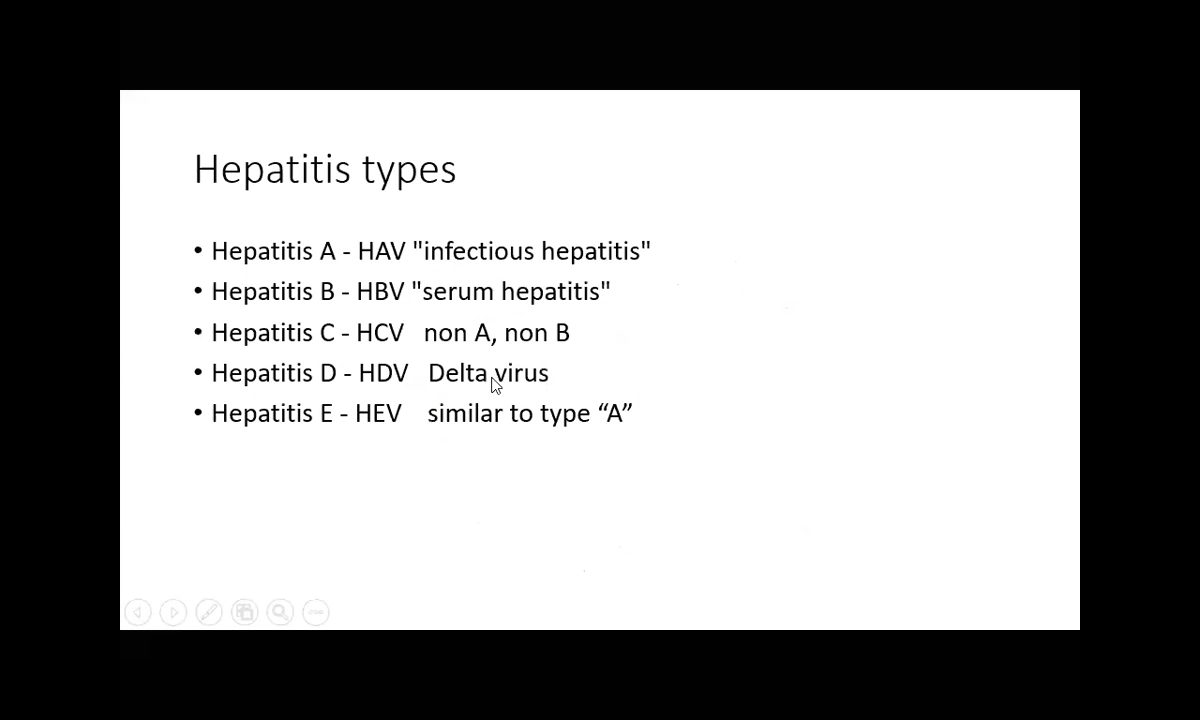 Hepatitis types
• Hepatitis A - HAV "infectious hepatitis"
• Hepatitis B - HBV "serum hepatitis"
• Hepatitis C - HCV   non A, non B
• Hepatitis D - HDV   Delta virus
• Hepatitis E - HEV    similar to type “A”